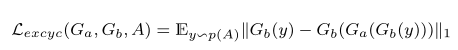 ℒ_{excyc}(G_a, G_b, A) = 𝔼_{y∽p(A)}‖G_b(y) − G_b(G_a(G_b(y)))‖_1